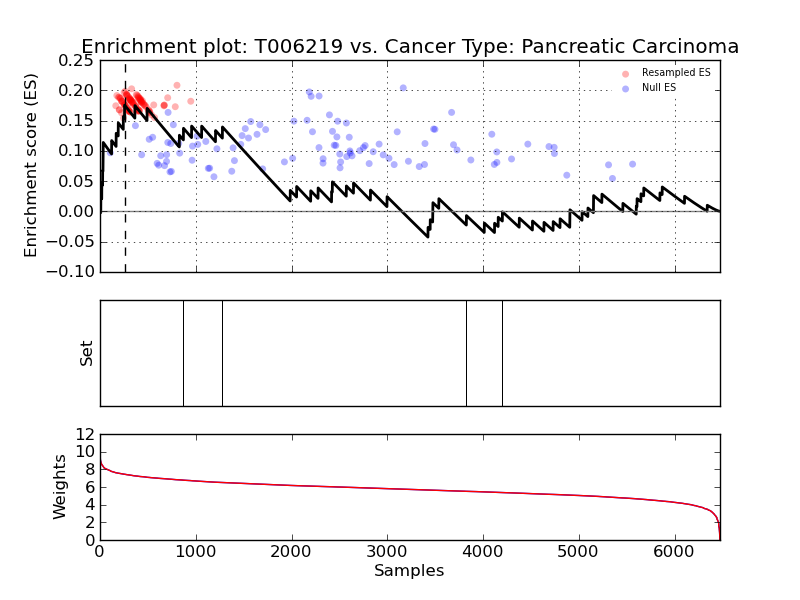 Enrichment plot: T006219 vs. Cancer Type: Pancreatic Carcinoma
0.25
0.20
0.15
0.10
0.05
0.00
−0.05
−0.10
Enrichment score (ES)
Resampled ES
Null ES
Set
12
10
8
6
4
2
0
Weights
0 1000 2000 3000 4000 5000 6000
Samples